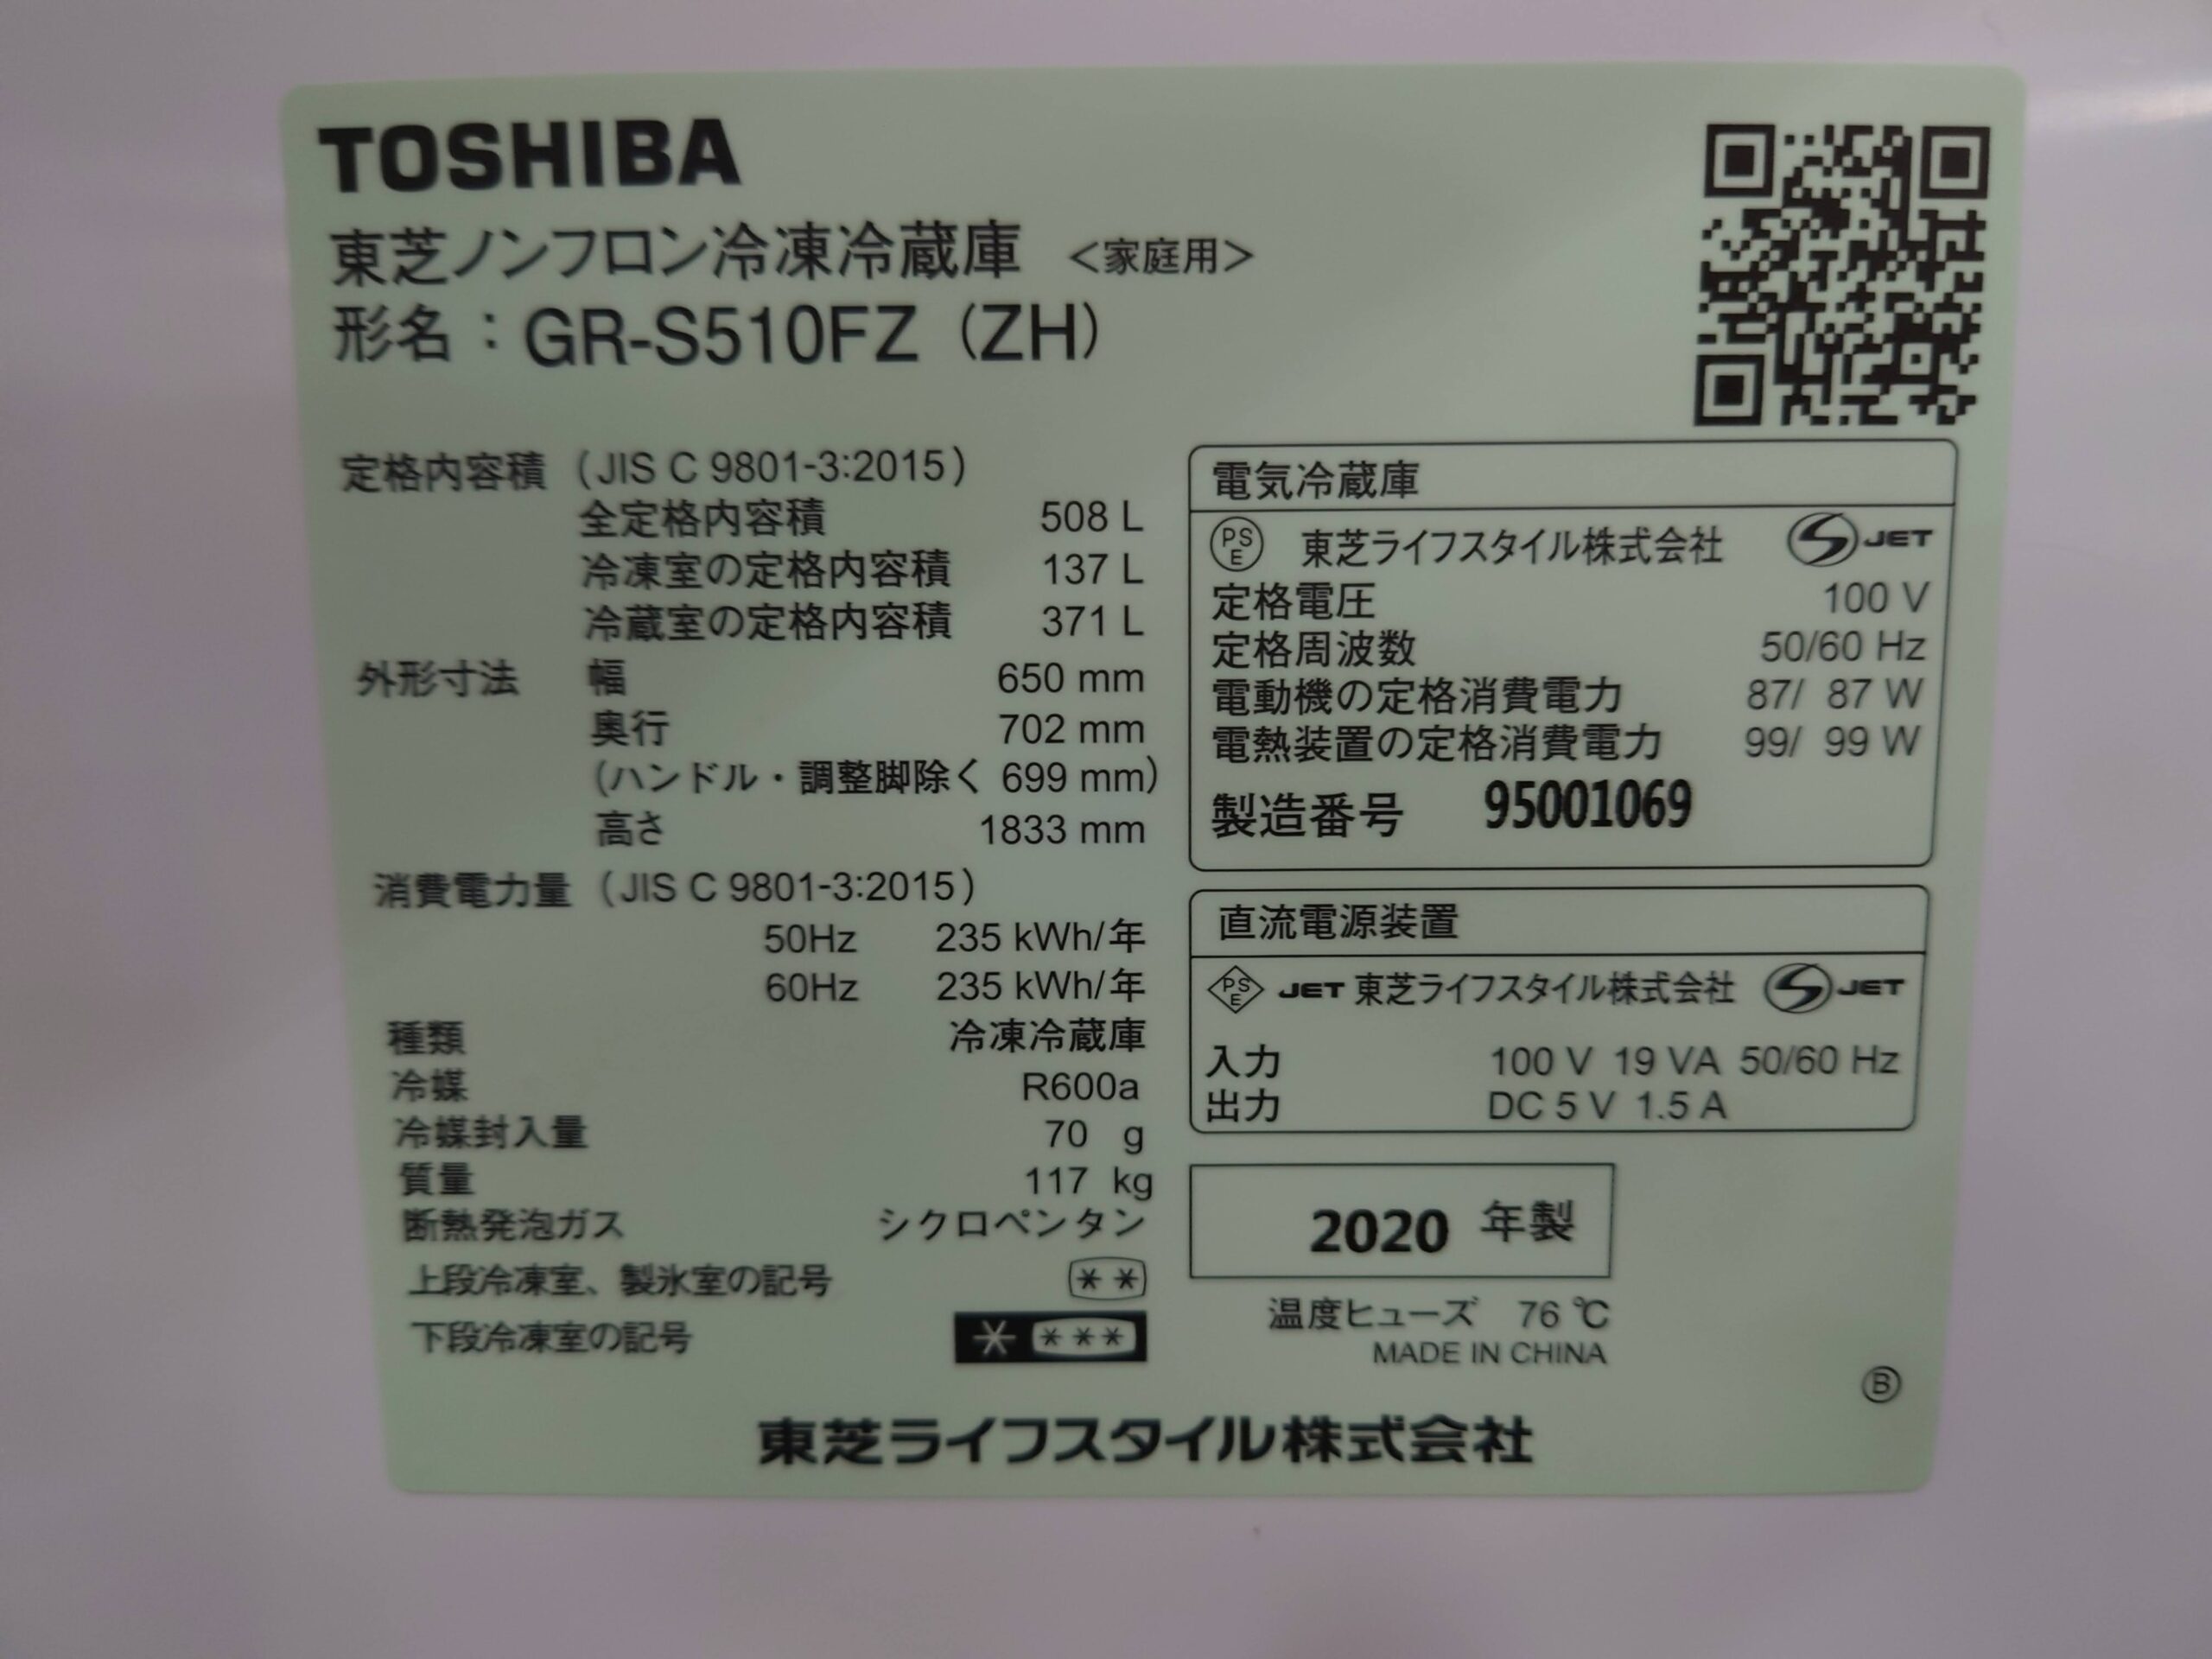 TOSHIBA
東芝ノンフロン冷凍冷蔵庫 <家庭用>
形名：GR-S510FZ (ZH)
定格内容積 (JIS C 9801-3:2015)
全定格内容積 508 L
冷凍室の定格内容積 137 L
冷蔵室の定格内容積 371 L
外形寸法 幅 650 mm
奥行 702 mm
(ハンドル・調整脚除く 699 mm)
高さ 1833 mm
消費電力量 (JIS C 9801-3:2015)
50Hz 235 kWh/年
60Hz 235 kWh/年
種類 冷凍冷蔵庫
冷媒 R600a
冷媒封入量 70 g
質量 117 kg
断熱発泡ガス シクロペンタン
上段冷凍室、製氷室の記号 **
下段冷凍室の記号 * ***
電気冷蔵庫
PSE 東芝ライフスタイル株式会社 S JET
定格電圧 100 V
定格周波数 50/60 Hz
電動機の定格消費電力 87/ 87 W
電熱装置の定格消費電力 99/ 99 W
製造番号 95001069
直流電源装置
PSE JET 東芝ライフスタイル株式会社 S JET
入力 100 V 19 VA 50/60 Hz
出力 DC 5 V 1.5 A
2020 年製
温度ヒューズ 76 ℃
MADE IN CHINA
Ⓑ
東芝ライフスタイル株式会社